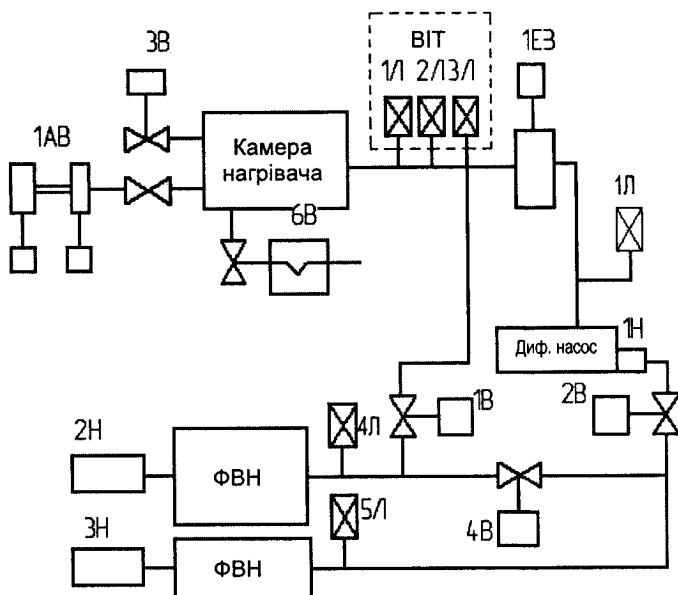 3В
1АВ
Камера
нагрівача
6В
ВІТ
1Л 2Л 3Л
1ЕЗ
1Л
Диф. насос
1Н
1В
2В
2Н
ФВН
4Л
3Н
ФВН
5Л
4В